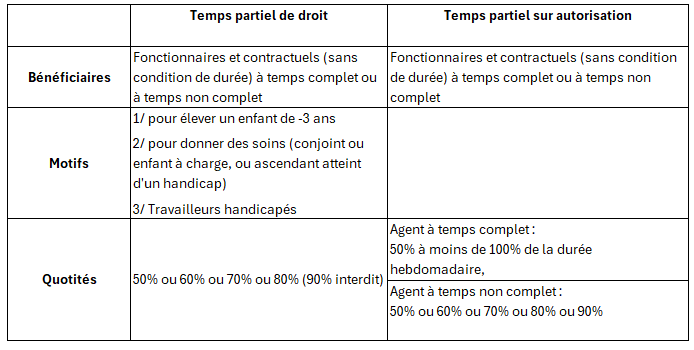 Temps partiel de droit
Temps partiel sur autorisation
Bénéficiaires
Fonctionnaires et contractuels (sans
condition de durée) à temps complet ou
à temps non complet
Fonctionnaires et contractuels (sans condition
de durée) à temps complet ou à temps non
complet
Motifs
1/ pour élever un enfant de -3 ans
2/ pour donner des soins (conjoint ou
enfant à charge, ou ascendant atteint
d'un handicap)
3/ Travailleurs handicapés
Quotités
50% ou 60% ou 70% ou 80% (90% interdit)
Agent à temps complet :
50% à moins de 100% de la durée
hebdomadaire,
Agent à temps non complet :
50% ou 60% ou 70% ou 80% ou 90%